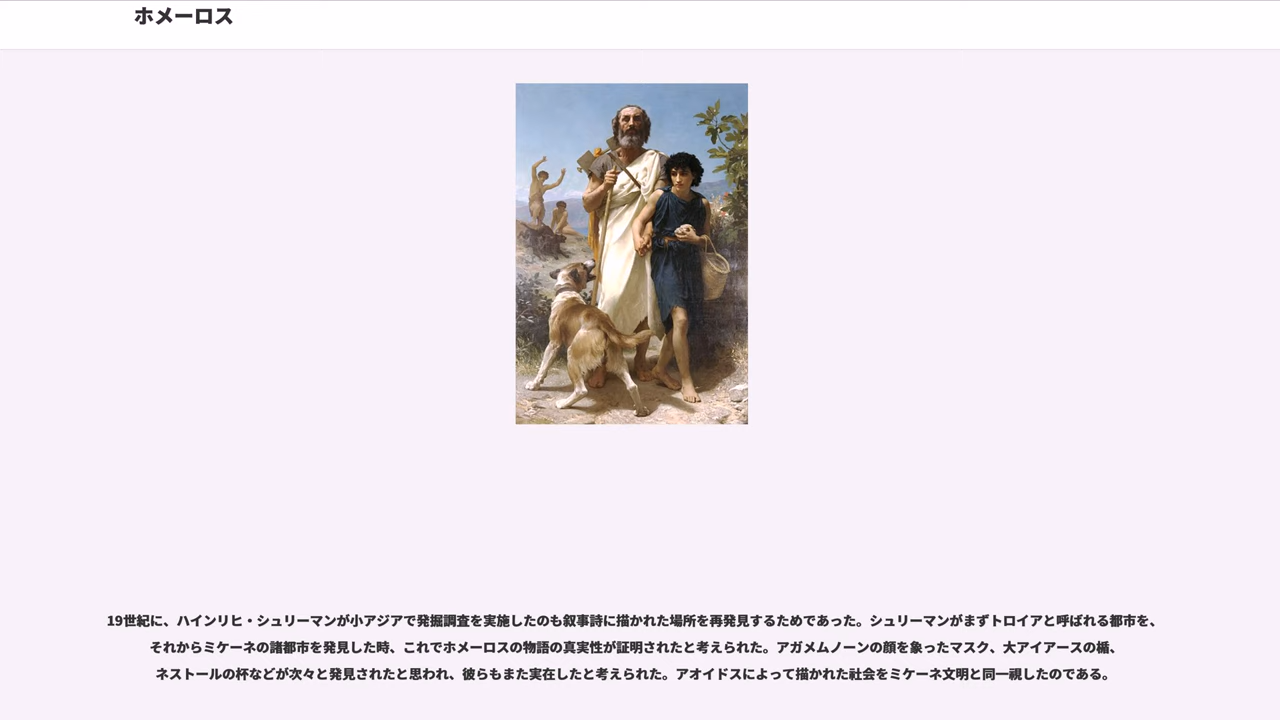 ホメーロス
19世紀に、ハインリヒ・シュリーマンが小アジアで発掘調査を実施したのも叙事詩に描かれた場所を再発見するためであった。シュリーマンがまずトロイアと呼ばれる都市を、
それからミケーネの諸都市を発見した時、これでホメーロスの物語の真実性が証明されたと考えられた。アガメムノーンの顔を象ったマスク、大アイアースの楯、
ネストールの杯などが次々と発見されたと思われ、彼らもまた実在したと考えられた。アオイドスによって描かれた社会をミケーネ文明と同一視したのである。